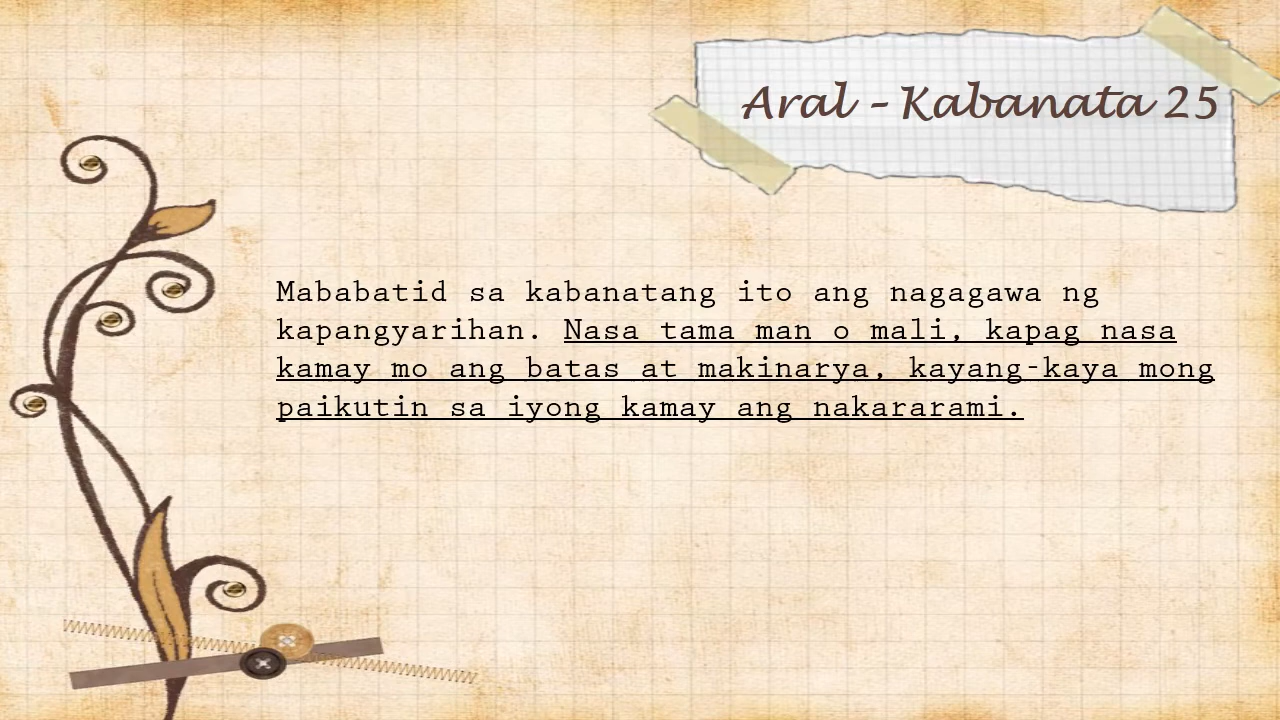 Aral – Kabanata 25
Mababatid sa kabanatang ito ang nagagawa ng
kapangyarihan. Nasa tama man o mali, kapag nasa
kamay mo ang batas at makinarya, kayang-kaya mong
paikutin sa iyong kamay ang nakararami.